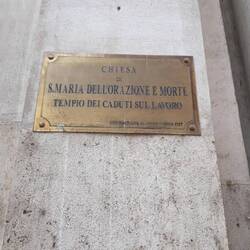 CHIESA
DI
S.MARIA DELL'ORAZIONE E MORTE
TEMPIO DEI CADUTI SUL LAVORO